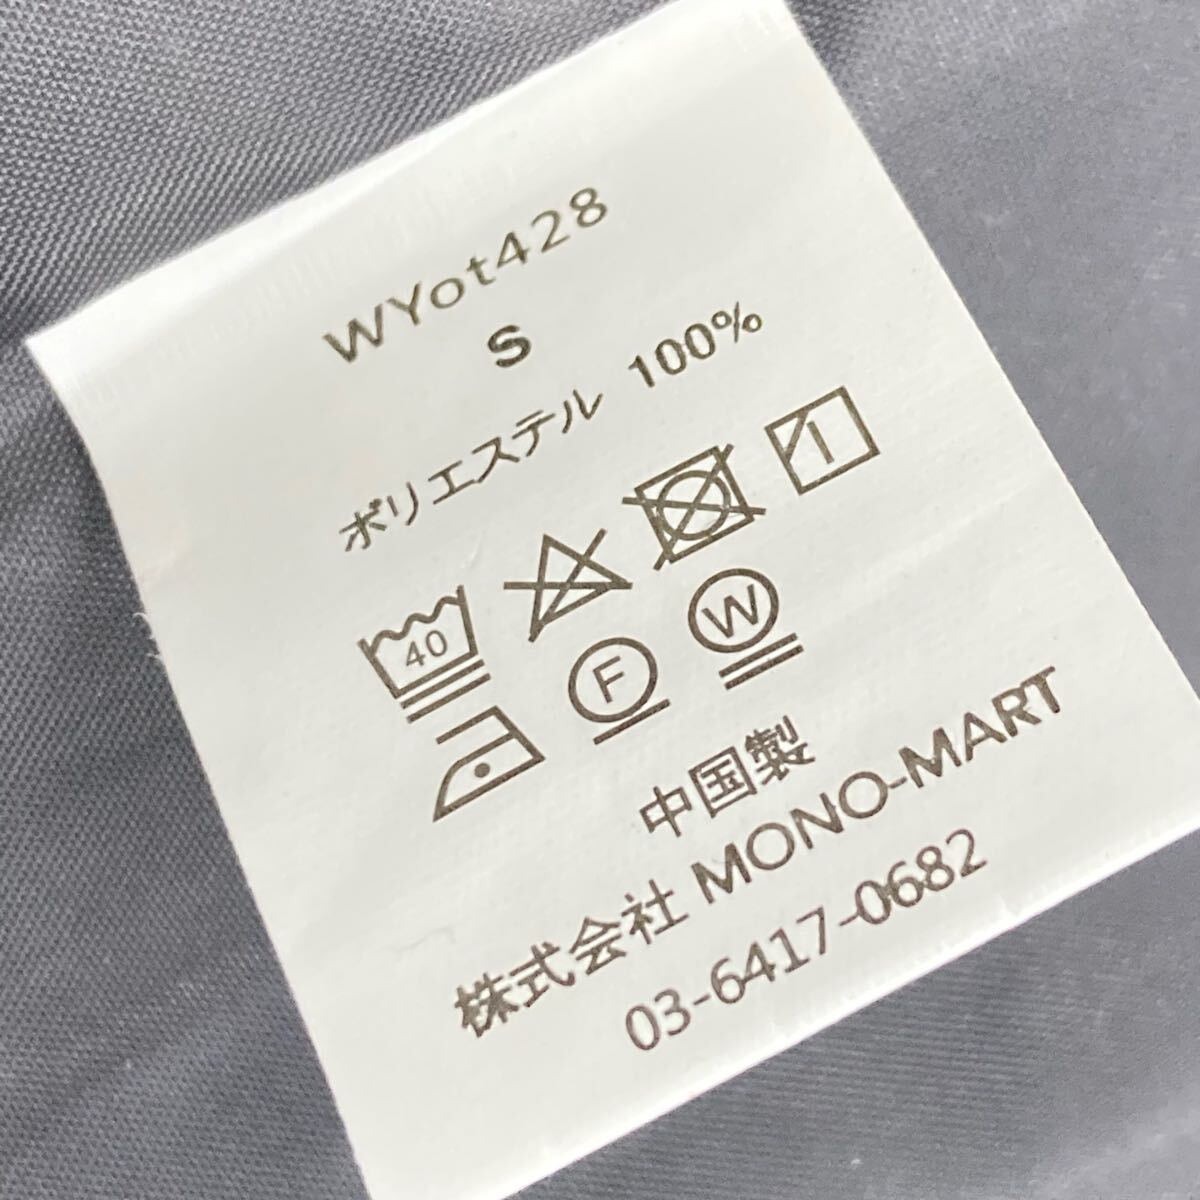 WYot428
S
ポリエステル 100%
40
F W
中国製
株式会社 MONO-MART
03-6417-0682